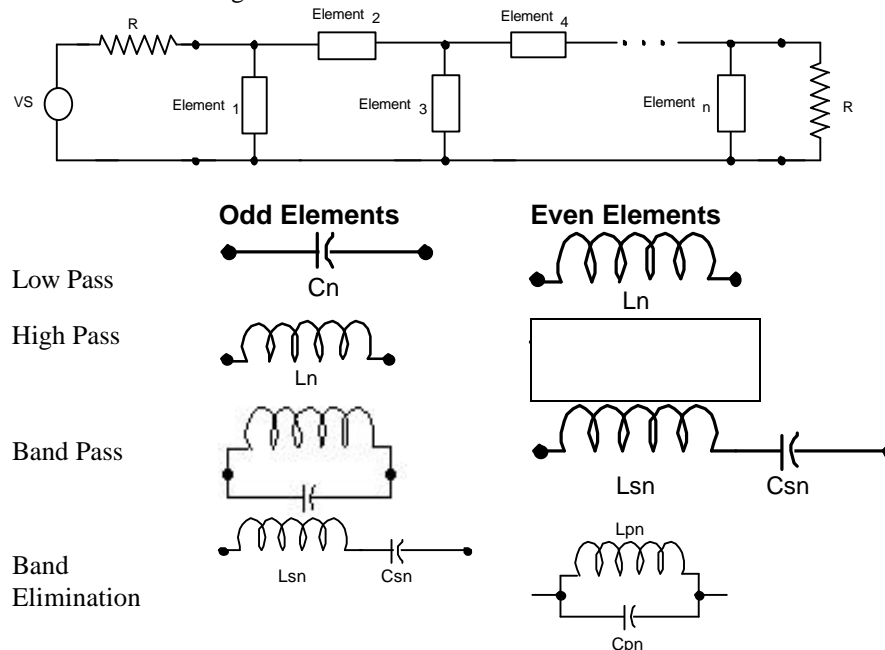 Element 2
Element 4
R
VS
Element 1
Element 3
Element n
R
Odd Elements
Even Elements
Low Pass
Cn
Ln
High Pass
Ln
Band Pass
Lsn
Csn
Band
Elimination
Lsn
Csn
Lpn
Cpn